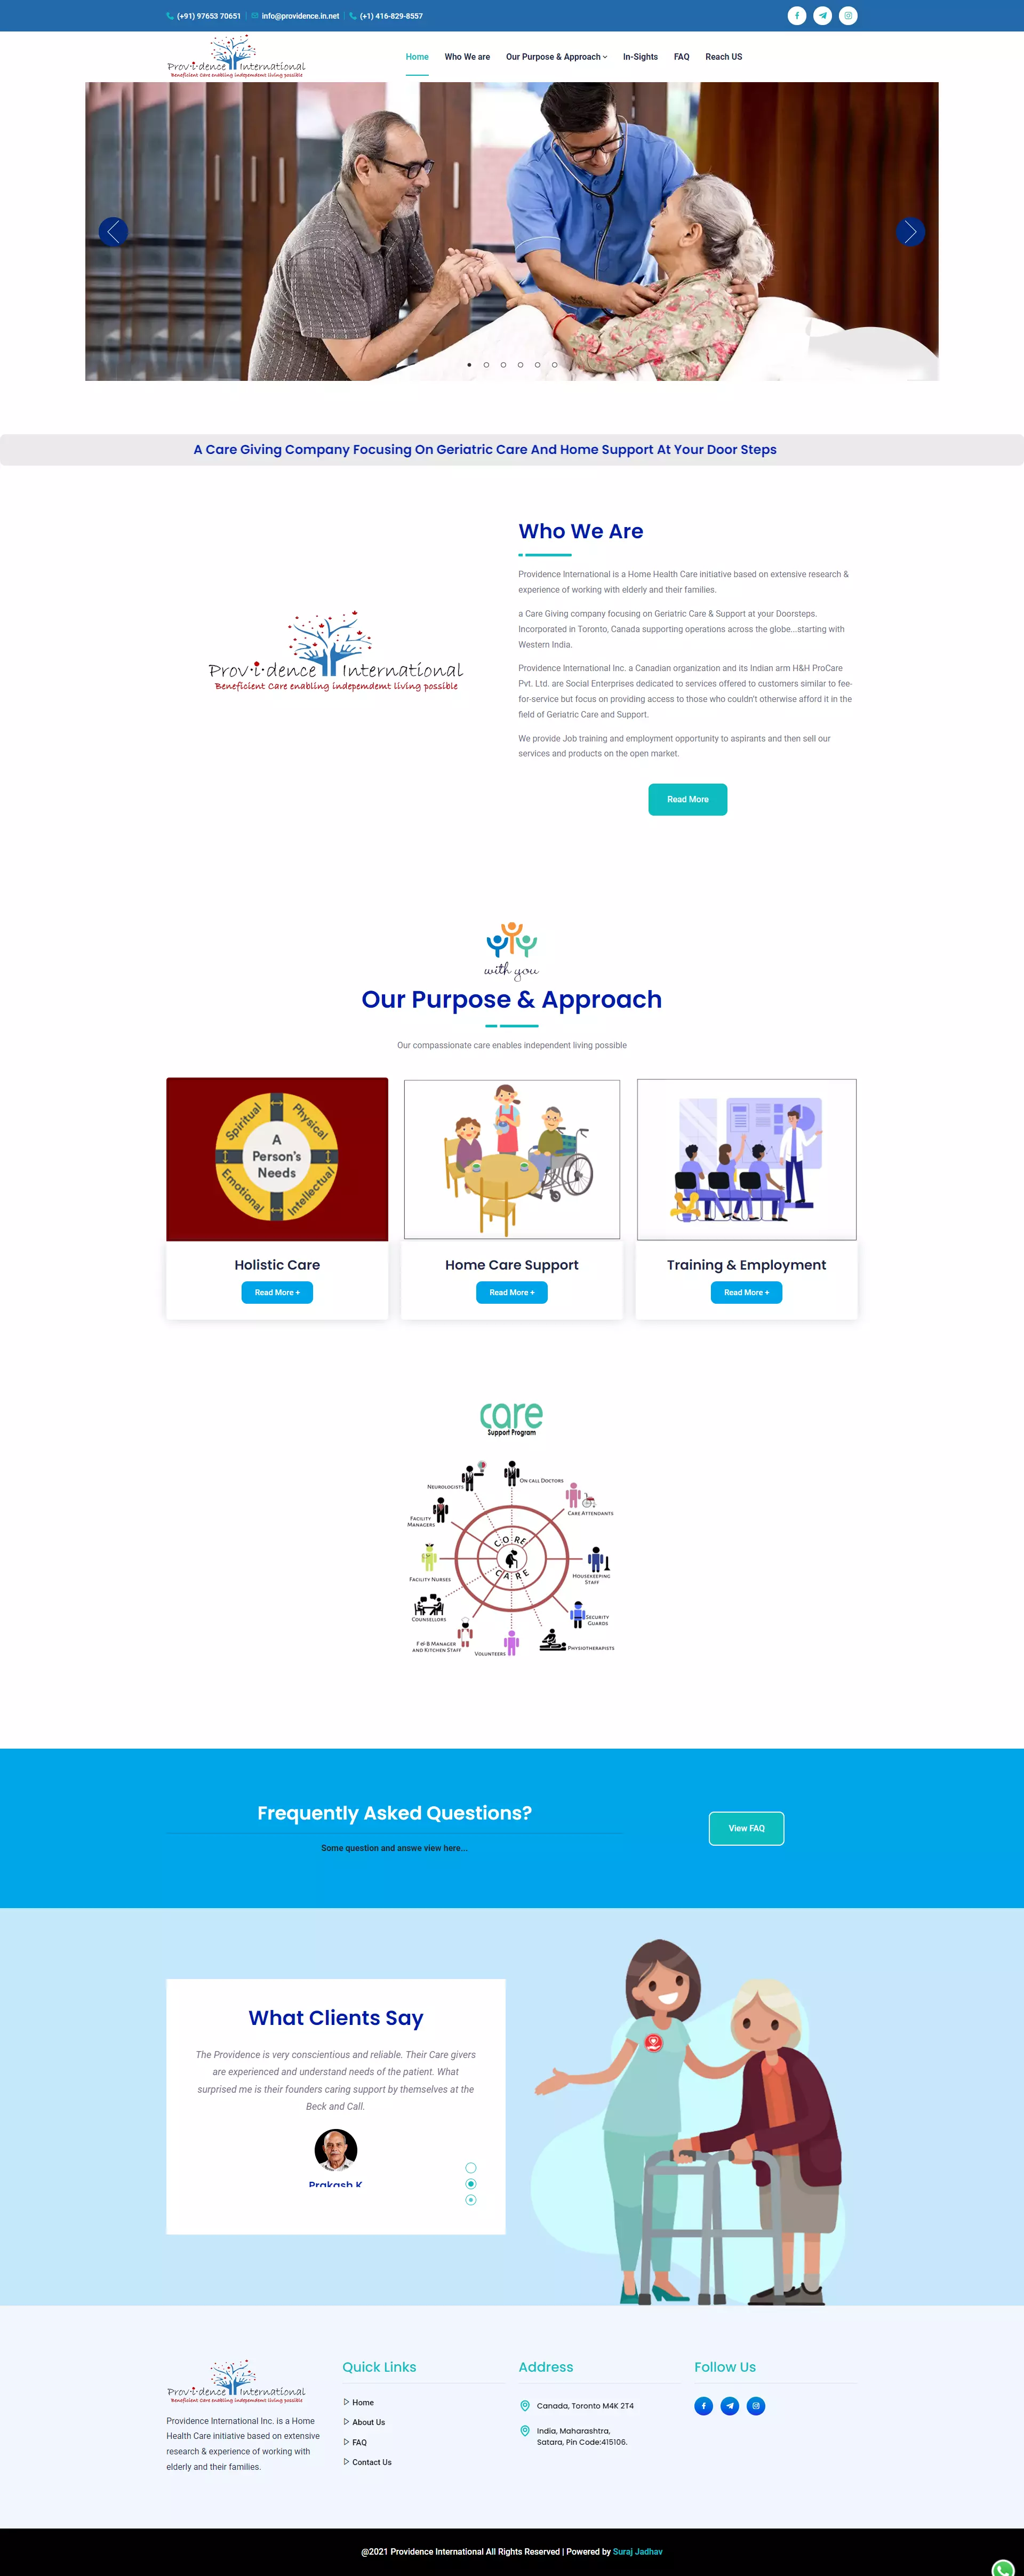 (+91) 97653 70651 | info@providence.in.net | (+1) 416-829-8557
Prov·i·dence International
Beneficient Care enabling independent living possible
Home Who We are Our Purpose & Approach In-Sights FAQ Reach US
A Care Giving Company Focusing On Geriatric Care And Home Support At Your Door Steps
Who We Are
Providence International is a Home Health Care initiative based on extensive research &
experience of working with elderly and their families.
a Care Giving company focusing on Geriatric Care & Support at your Doorsteps.
Incorporated in Toronto, Canada supporting operations across the globe...starting with
Western India.
Providence International Inc. a Canadian organization and its Indian arm H&H ProCare
Pvt. Ltd. are Social Enterprises dedicated to services offered to customers similar to fee-
for-service but focus on providing access to those who couldn't otherwise afford it in the
field of Geriatric Care and Support.
We provide Job training and employment opportunity to aspirants and then sell our
services and products on the open market.
Read More
Prov·i·dence International
Beneficient Care enabling indepemdemt living possible
with you
Our Purpose & Approach
Our compassionate care enables independent living possible
Spiritual Physical
A
Person's
Needs
Emotional Intellectual
Holistic Care
Read More +
Home Care Support
Read More +
Training & Employment
Read More +
care
Support Program
Neurologists
On call Doctors
Care Attendants
Facility
Managers
CORE
CARE
Facility Nurses
Housekeeping
Staff
Counsellors
Security
Guards
F & B Manager
and Kitchen Staff
Volunteers
Physiotherapists
Frequently Asked Questions?
Some question and answe view here...
View FAQ
What Clients Say
The Providence is very conscientious and reliable. Their Care givers
are experienced and understand needs of the patient. What
surprised me is their founders caring support by themselves at the
Beck and Call.
Prakash K
Prov·i·dence International
Beneficient Care enabling independent living possible
Providence International Inc. is a Home
Health Care initiative based on extensive
research & experience of working with
elderly and their families.
Quick Links
Home
About Us
FAQ
Contact Us
Address
Canada, Toronto M4K 2T4
India, Maharashtra,
Satara, Pin Code:415106.
Follow Us
@2021 Providence International All Rights Reserved | Powered by Suraj Jadhav